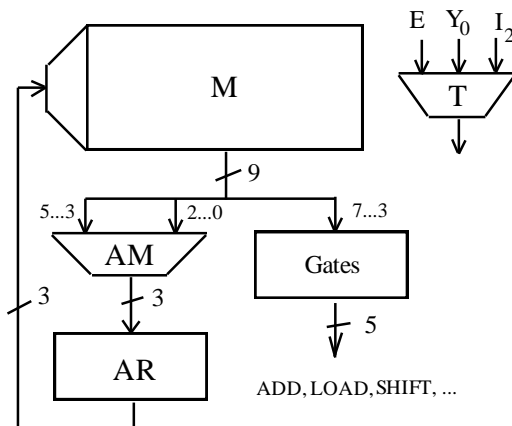 E Y₀ I₂
M
T
9
5...3 2...0 7...3
AM
Gates
3 3
5
AR
ADD, LOAD, SHIFT, ...